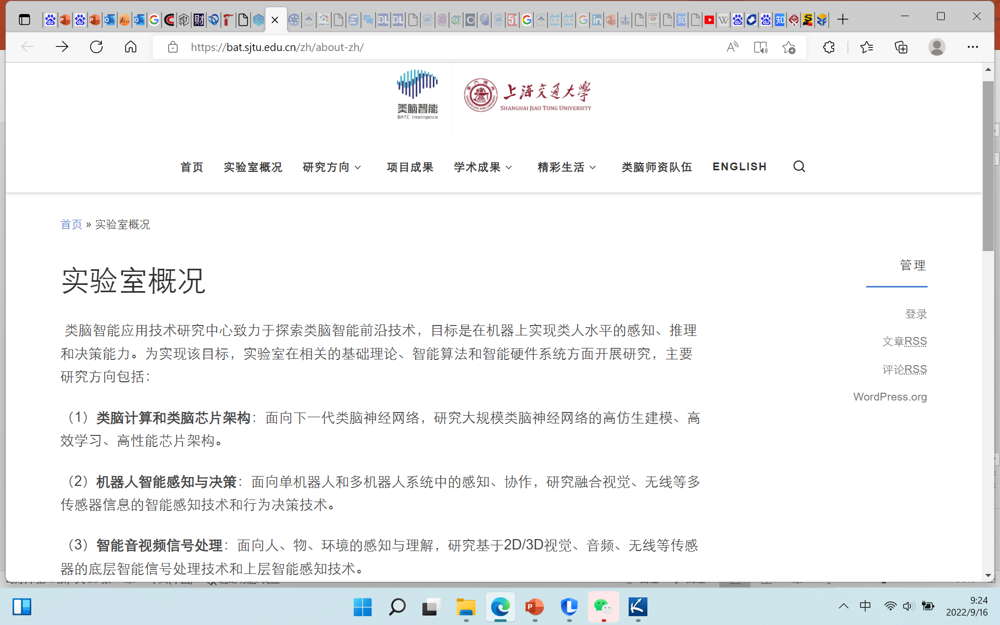 https://bat.sjtu.edu.cn/zh/about-zh/
类脑智能
BATC Intelligence
上海交通大学
SHANGHAI JIAO TONG UNIVERSITY
首页 实验室概况 研究方向 项目成果 学术成果 精彩生活 类脑师资队伍 ENGLISH
首页 » 实验室概况
管理
实验室概况
登录
文章RSS
评论RSS
WordPress.org
类脑智能应用技术研究中心致力于探索类脑智能前沿技术，目标是在机器上实现类人水平的感知、推理
和决策能力。为实现该目标，实验室在相关的基础理论、智能算法和智能硬件系统方面开展研究，主要
研究方向包括：
（1）类脑计算和类脑芯片架构：面向下一代类脑神经网络，研究大规模类脑神经网络的高仿生建模、高
效学习、高性能芯片架构。
（2）机器人智能感知与决策：面向单机器人和多机器人系统中的感知、协作，研究融合视觉、无线等多
传感器信息的智能感知技术和行为决策技术。
（3）智能音视频信号处理：面向人、物、环境的感知与理解，研究基于2D/3D视觉、音频、无线等传感
器的底层智能信号处理技术和上层智能感知技术。
中
9:24
2022/9/16